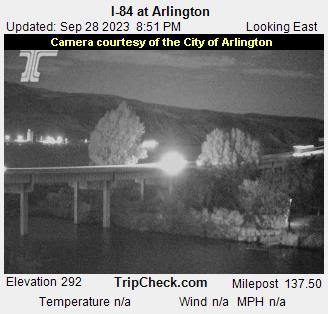 I-84 at Arlington
Updated: Sep 28 2023 8:51 PM Looking East
Camera courtesy of the City of Arlington
Elevation 292 TripCheck.com Milepost 137.50
Temperature n/a Wind n/a MPH n/a